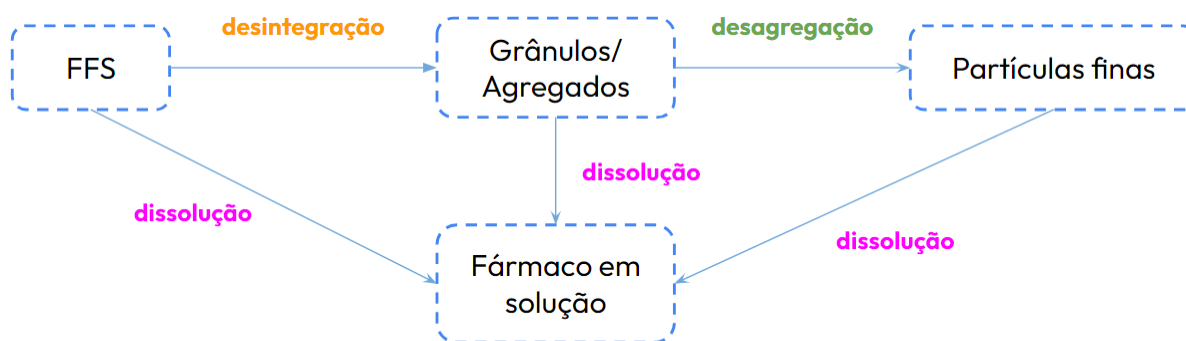 desintegração
desagregação
FFS
Grânulos/
Agregados
Partículas finas
dissolução
dissolução
dissolução
Fármaco em
solução